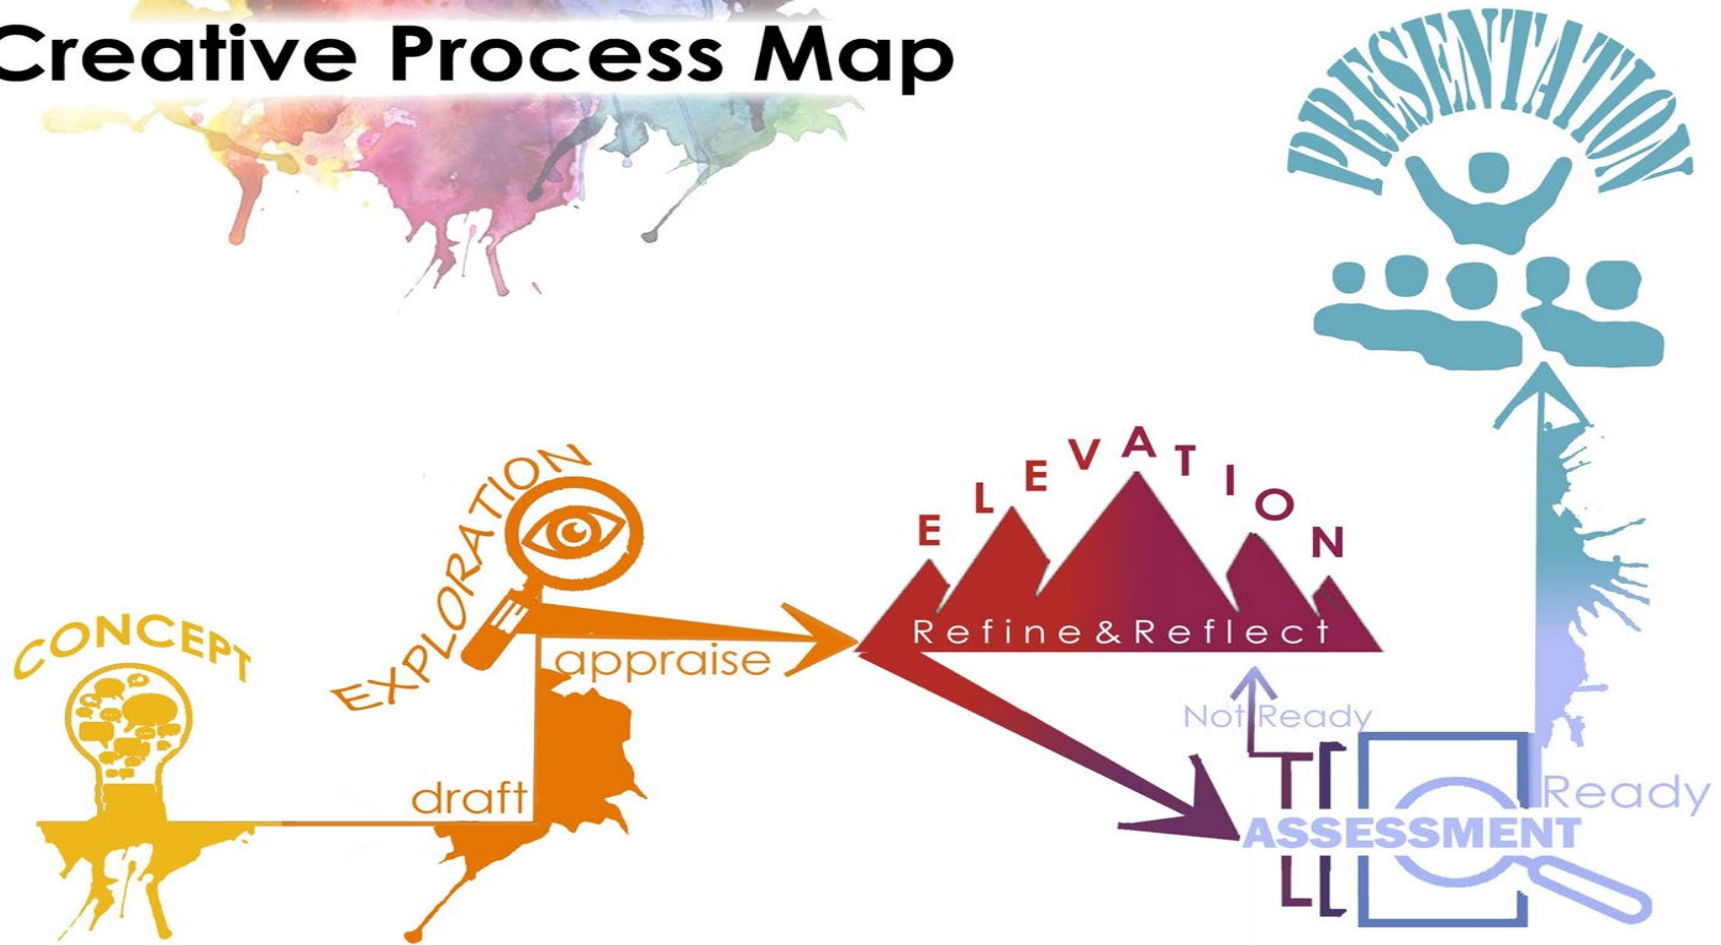 Creative Process Map
CONCEPT
draft
EXPLORATION
appraise
ELEVATION
Refine&Reflect
Not Ready
ASSESSMENT
Ready
PRESENTATION